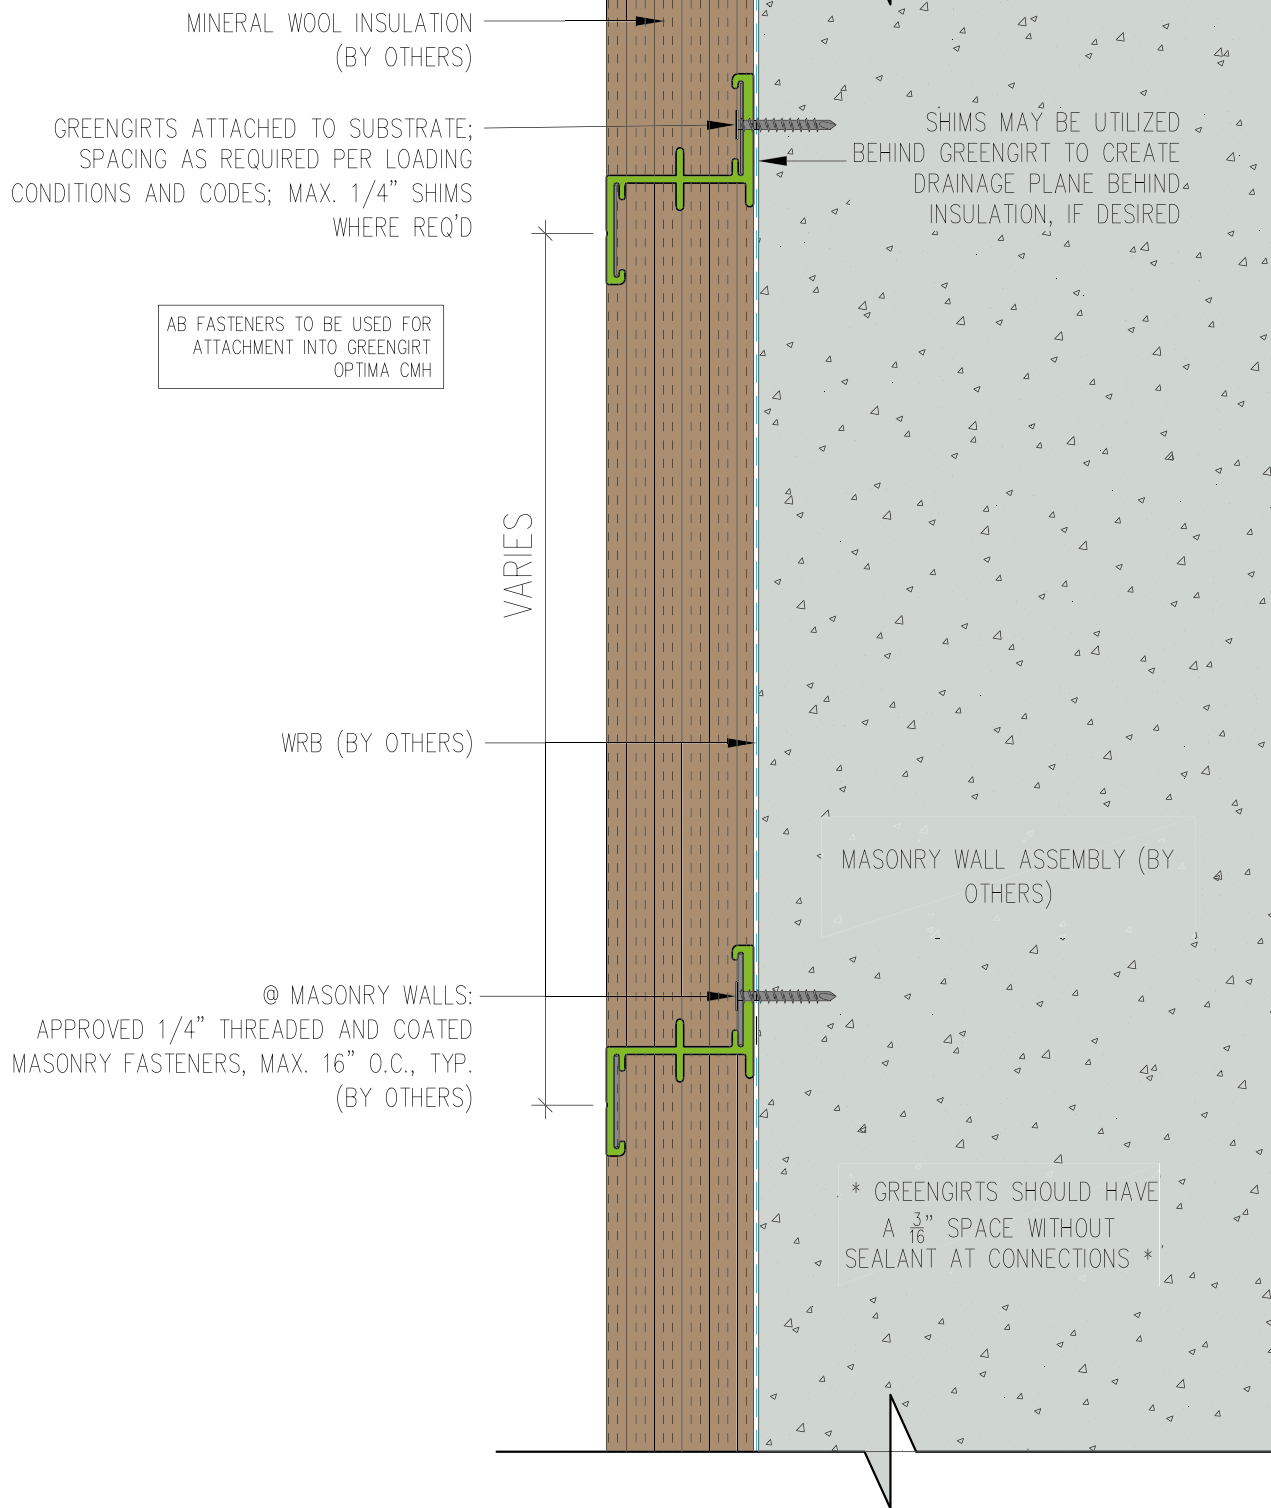 MINERAL WOOL INSULATION
(BY OTHERS)
GREENGIRTS ATTACHED TO SUBSTRATE;
SPACING AS REQUIRED PER LOADING
CONDITIONS AND CODES; MAX. 1/4" SHIMS
WHERE REQ'D
SHIMS MAY BE UTILIZED
BEHIND GREENGIRT TO CREATE
DRAINAGE PLANE BEHIND
INSULATION, IF DESIRED
AB FASTENERS TO BE USED FOR
ATTACHMENT INTO GREENGIRT
OPTIMA CMH
VARIES
WRB (BY OTHERS)
MASONRY WALL ASSEMBLY (BY
OTHERS)
@ MASONRY WALLS:
APPROVED 1/4" THREADED AND COATED
MASONRY FASTENERS, MAX. 16" O.C., TYP.
(BY OTHERS)
* GREENGIRTS SHOULD HAVE
A 3/16" SPACE WITHOUT
SEALANT AT CONNECTIONS *